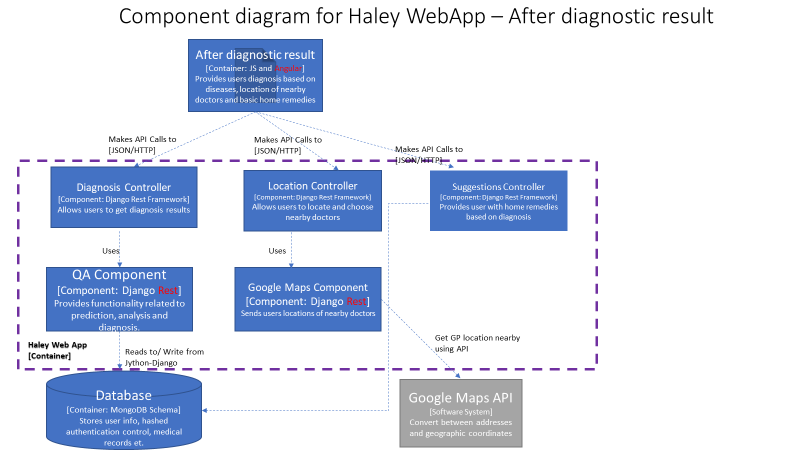 Component diagram for Haley WebApp – After diagnostic result
After diagnostic result
[Container: JS and Angular]
Provides users diagnosis based on
diseases, location of nearby
doctors and basic home remedies
Makes API Calls to
[JSON/HTTP]
Makes API Calls to
[JSON/HTTP]
Makes API Calls to
[JSON/HTTP]
Diagnosis Controller
[Component: Django Rest Framework]
Allows users to get diagnosis results
Location Controller
[Component: Django Rest Framework]
Allows users to locate and choose
nearby doctors
Suggestions Controller
[Component: Django Rest Framework]
Provides user with home remedies
based on diagnosis
Uses
Uses
QA Component
[Component: Django Rest]
Provides functionality related to
prediction, analysis and
diagnosis.
Google Maps Component
[Component: Django Rest]
Sends users locations of nearby doctors
Haley Web App
[Container]
Reads to/ Write from
Jython-Django
Get GP location nearby
using API
Database
[Container: MongoDB Schema]
Stores user info, hashed
authentication control, medical
records et.
Google Maps API
[Software System]
Convert between addresses
and geographic coordinates